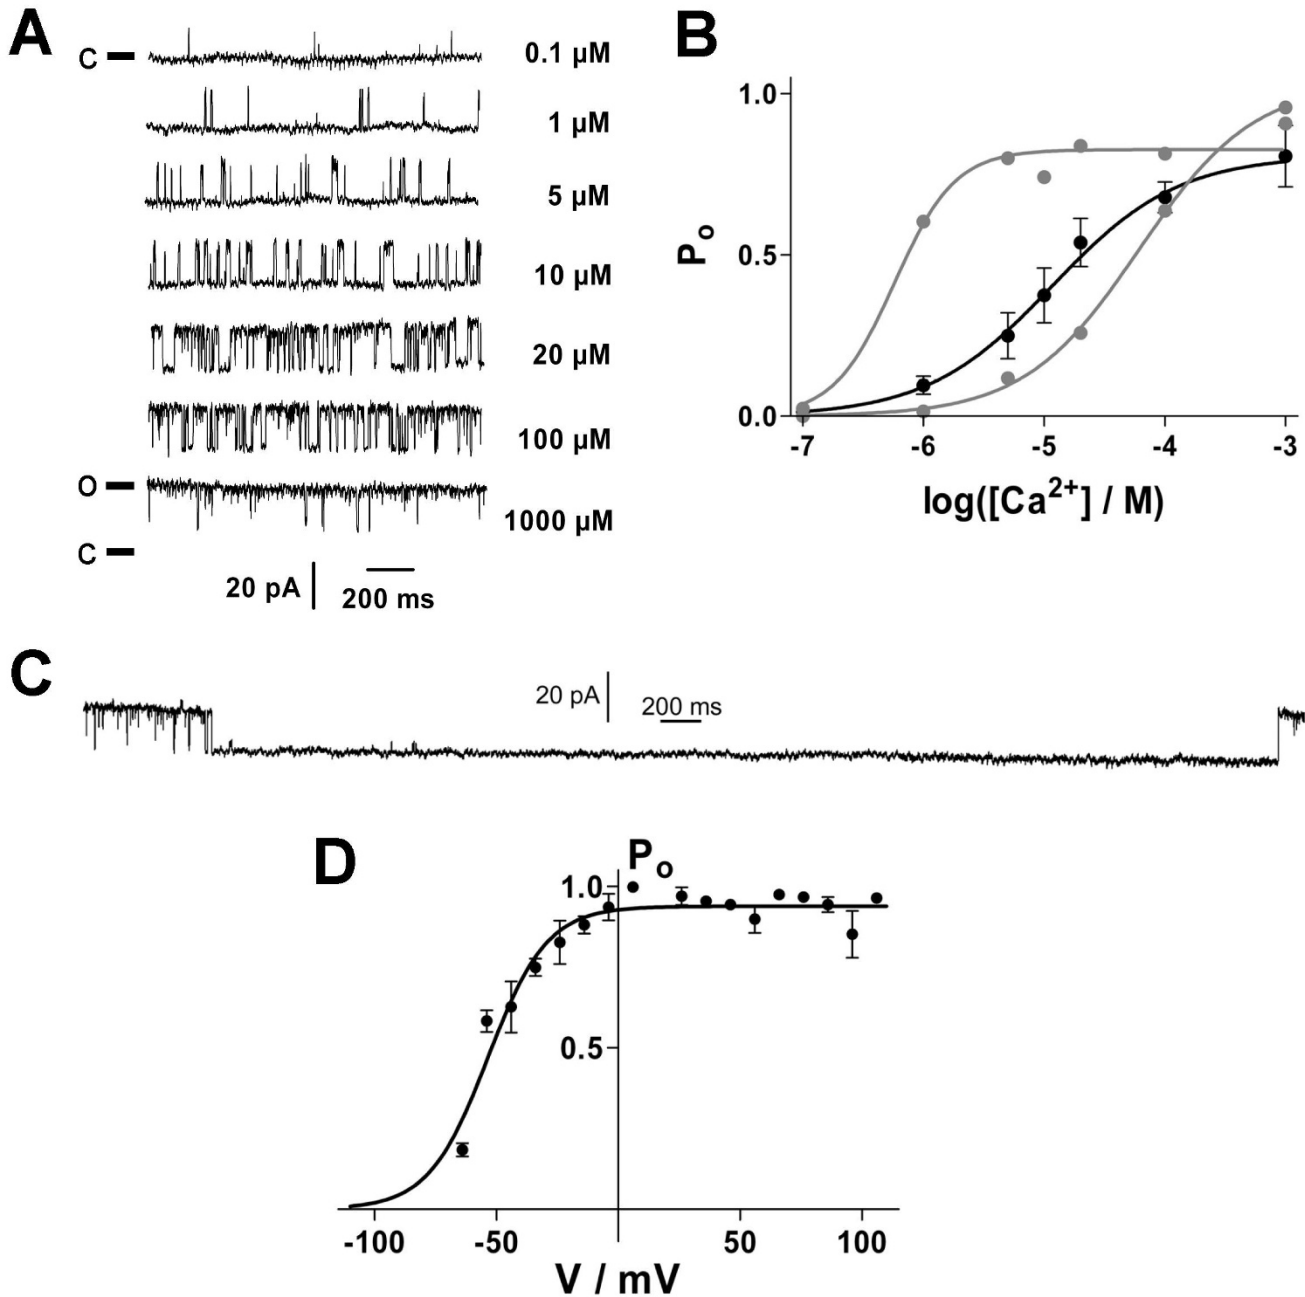 A
C
0.1 μM
1 μM
5 μM
10 μM
20 μM
100 μM
O
1000 μM
C
20 pA
200 ms
B
1.0
0.5
0.0
Po
-7 -6 -5 -4 -3
log([Ca2+] / M)
C
20 pA
200 ms
D
Po
1.0
0.5
-100 -50 50 100
V / mV